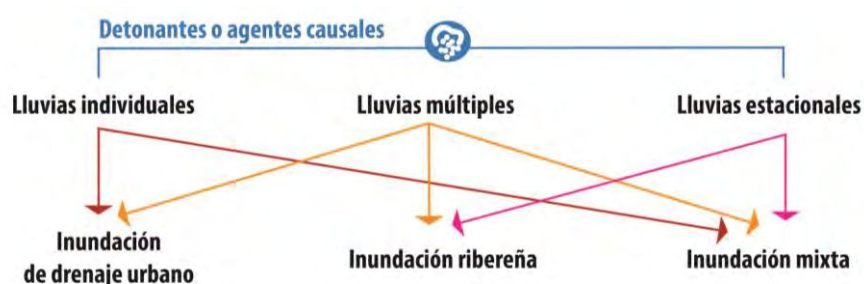 Detonantes o agentes causales
Lluvias individuales
Lluvias múltiples
Lluvias estacionales
Inundación
de drenaje urbano
Inundación ribereña
Inundación mixta